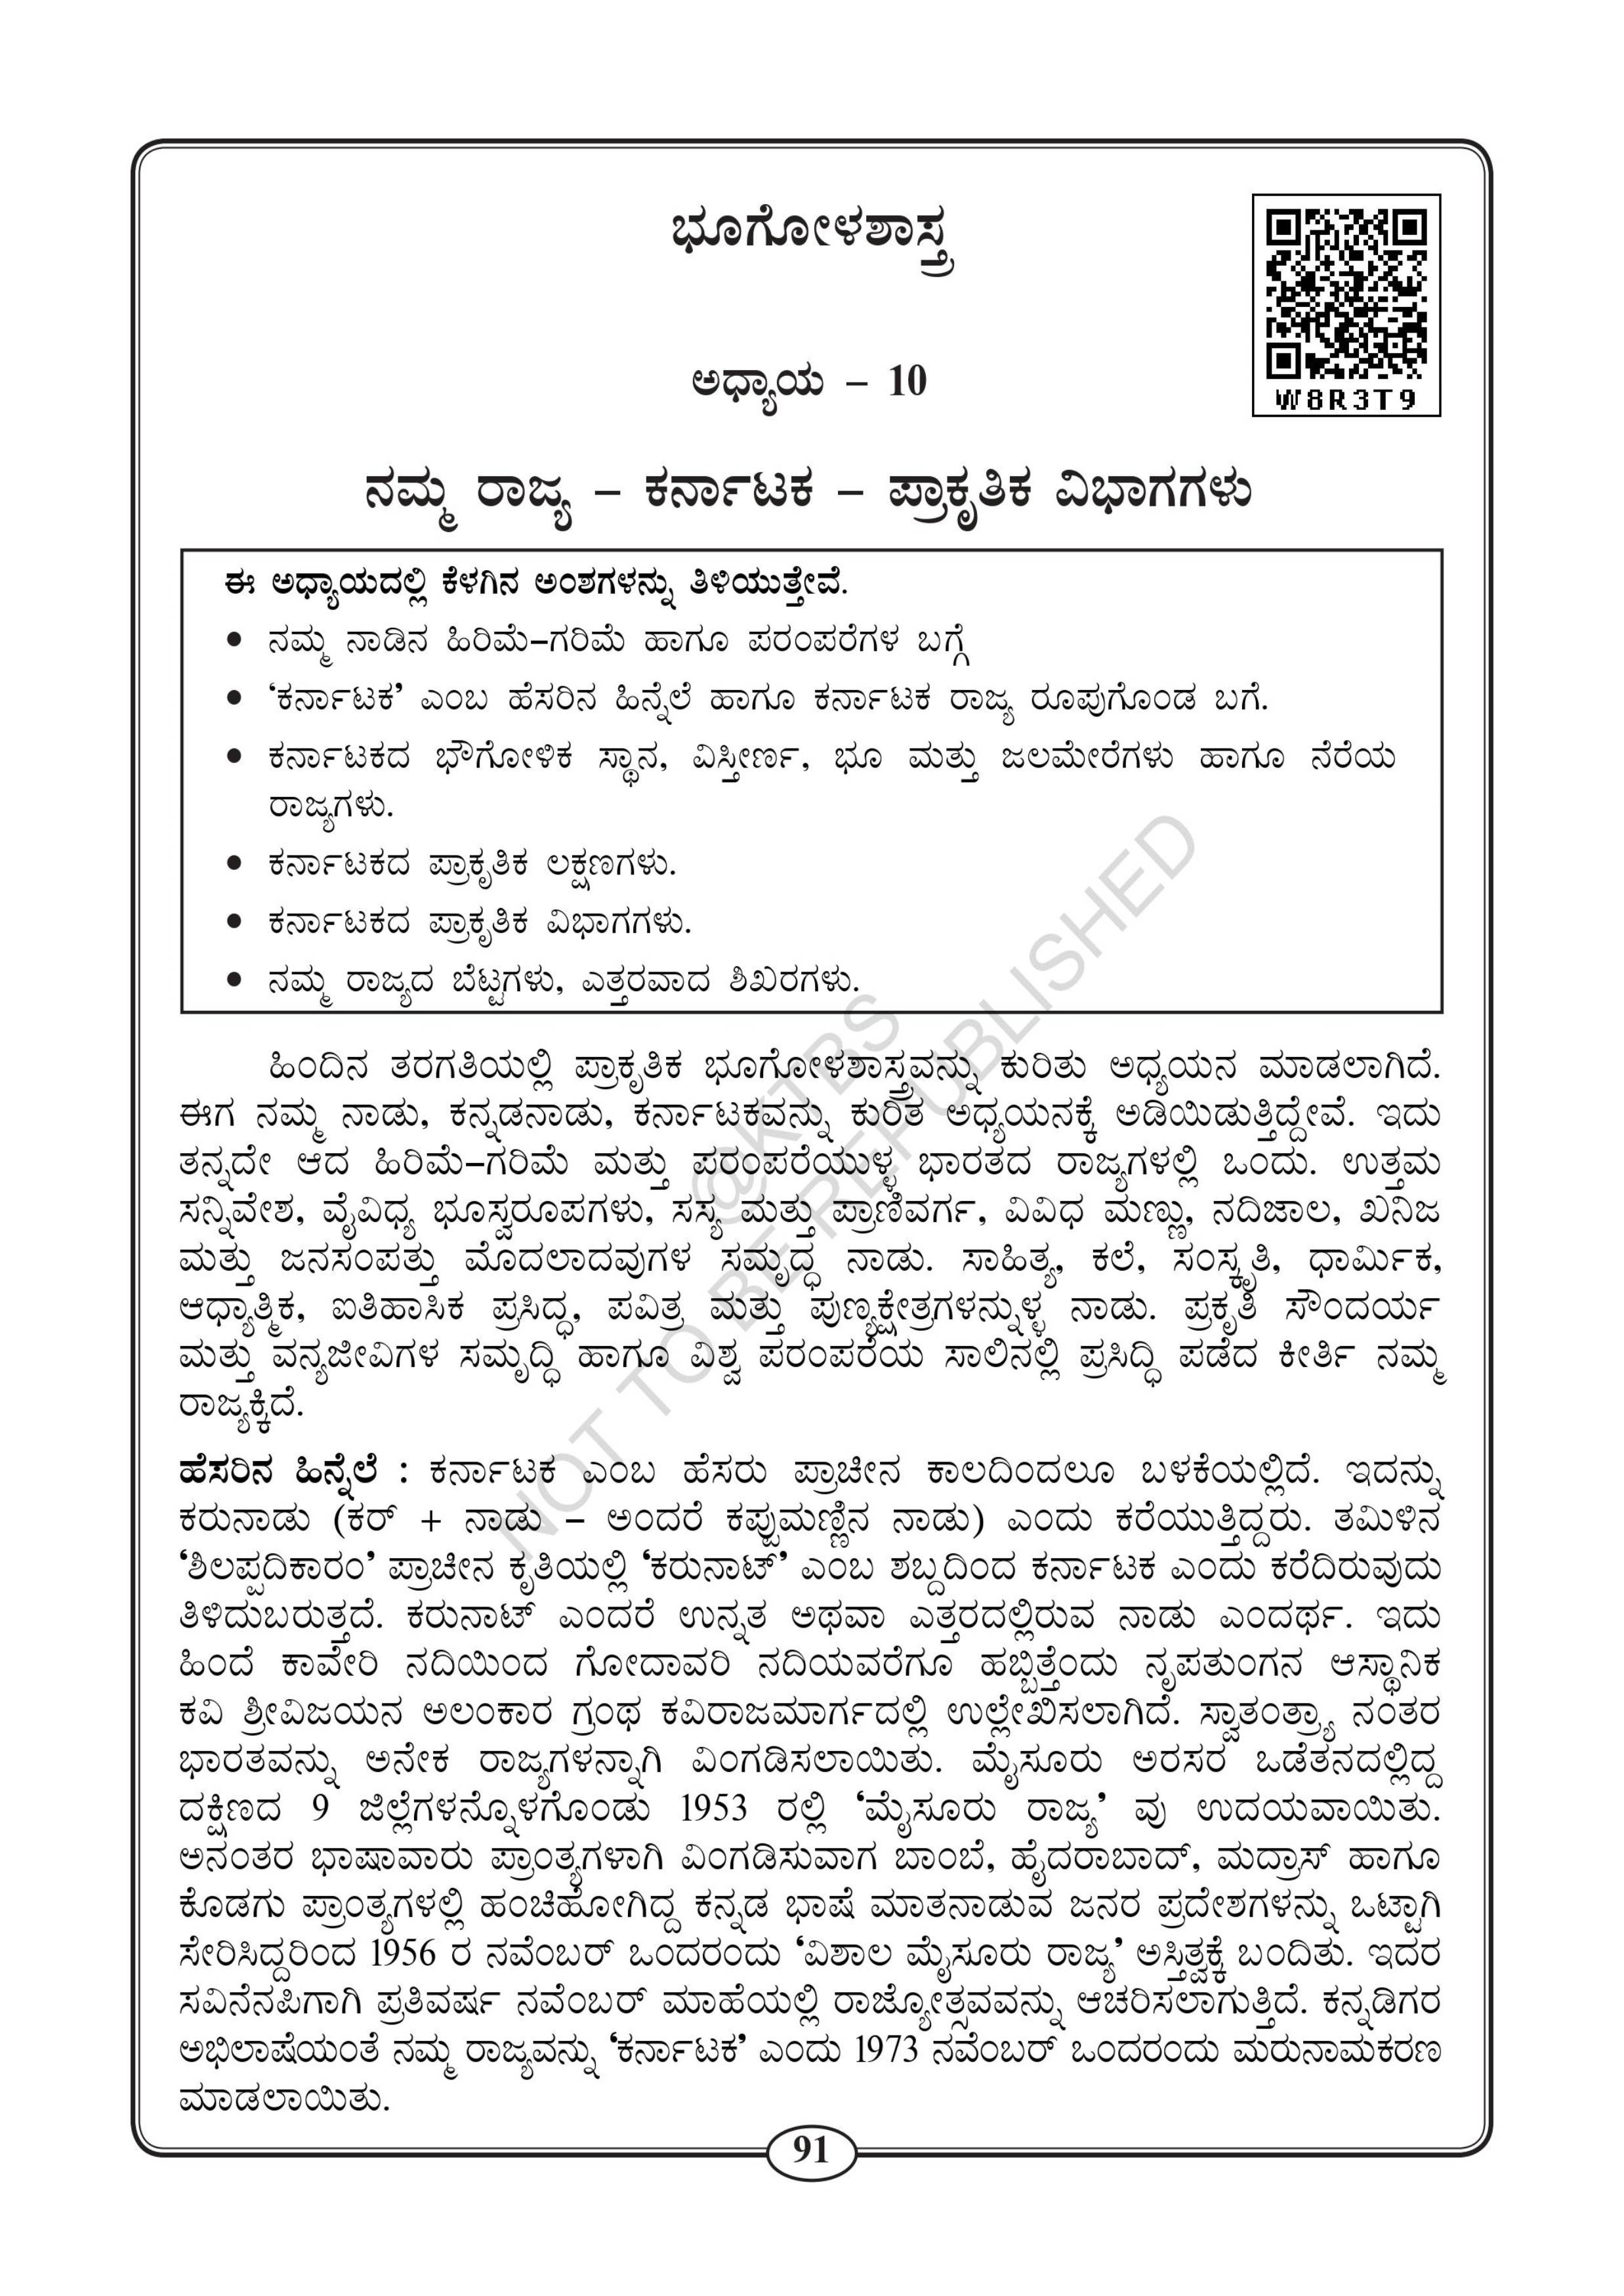 ಭೂಗೋಳಶಾಸ್ತ್ರ
W8R3T9
ಅಧ್ಯಾಯ – 10
ನಮ್ಮ ರಾಜ್ಯ – ಕರ್ನಾಟಕ – ಪ್ರಾಕೃತಿಕ ವಿಭಾಗಗಳು
ಈ ಅಧ್ಯಾಯದಲ್ಲಿ ಕೆಳಗಿನ ಅಂಶಗಳನ್ನು ತಿಳಿಯುತ್ತೇವೆ.
• ನಮ್ಮ ನಾಡಿನ ಹಿರಿಮೆ–ಗರಿಮೆ ಹಾಗೂ ಪರಂಪರೆಗಳ ಬಗ್ಗೆ
• ‘ಕರ್ನಾಟಕ’ ಎಂಬ ಹೆಸರಿನ ಹಿನ್ನೆಲೆ ಹಾಗೂ ಕರ್ನಾಟಕ ರಾಜ್ಯ ರೂಪುಗೊಂಡ ಬಗೆ.
• ಕರ್ನಾಟಕದ ಭೌಗೋಳಿಕ ಸ್ಥಾನ, ವಿಸ್ತೀರ್ಣ, ಭೂ ಮತ್ತು ಜಲಮೇರೆಗಳು ಹಾಗೂ ನೆರೆಯ
ರಾಜ್ಯಗಳು.
• ಕರ್ನಾಟಕದ ಪ್ರಾಕೃತಿಕ ಲಕ್ಷಣಗಳು.
• ಕರ್ನಾಟಕದ ಪ್ರಾಕೃತಿಕ ವಿಭಾಗಗಳು.
• ನಮ್ಮ ರಾಜ್ಯದ ಬೆಟ್ಟಗಳು, ಎತ್ತರವಾದ ಶಿಖರಗಳು.
ಹಿಂದಿನ ತರಗತಿಯಲ್ಲಿ ಪ್ರಾಕೃತಿಕ ಭೂಗೋಳಶಾಸ್ತ್ರವನ್ನು ಕುರಿತು ಅಧ್ಯಯನ ಮಾಡಲಾಗಿದೆ.
ಈಗ ನಮ್ಮ ನಾಡು, ಕನ್ನಡನಾಡು, ಕರ್ನಾಟಕವನ್ನು ಕುರಿತ ಅಧ್ಯಯನಕ್ಕೆ ಅಡಿಯಿಡುತ್ತಿದ್ದೇವೆ. ಇದು
ತನ್ನದೇ ಆದ ಹಿರಿಮೆ–ಗರಿಮೆ ಮತ್ತು ಪರಂಪರೆಯುಳ್ಳ ಭಾರತದ ರಾಜ್ಯಗಳಲ್ಲಿ ಒಂದು. ಉತ್ತಮ
ಸನ್ನಿವೇಶ, ವೈವಿಧ್ಯ ಭೂಸ್ವರೂಪಗಳು, ಸಸ್ಯ ಮತ್ತು ಪ್ರಾಣಿವರ್ಗ, ವಿವಿಧ ಮಣ್ಣು, ನದಿಜಾಲ, ಖನಿಜ
ಮತ್ತು ಜನಸಂಪತ್ತು ಮೊದಲಾದವುಗಳ ಸಮೃದ್ಧ ನಾಡು. ಸಾಹಿತ್ಯ, ಕಲೆ, ಸಂಸ್ಕೃತಿ, ಧಾರ್ಮಿಕ,
ಆಧ್ಯಾತ್ಮಿಕ, ಐತಿಹಾಸಿಕ ಪ್ರಸಿದ್ಧ, ಪವಿತ್ರ ಮತ್ತು ಪುಣ್ಯಕ್ಷೇತ್ರಗಳನ್ನುಳ್ಳ ನಾಡು. ಪ್ರಕೃತಿ ಸೌಂದರ್ಯ
ಮತ್ತು ವನ್ಯಜೀವಿಗಳ ಸಮೃದ್ಧಿ ಹಾಗೂ ವಿಶ್ವ ಪರಂಪರೆಯ ಸಾಲಿನಲ್ಲಿ ಪ್ರಸಿದ್ಧಿ ಪಡೆದ ಕೀರ್ತಿ ನಮ್ಮ
ರಾಜ್ಯಕ್ಕಿದೆ.
ಹೆಸರಿನ ಹಿನ್ನೆಲೆ : ಕರ್ನಾಟಕ ಎಂಬ ಹೆಸರು ಪ್ರಾಚೀನ ಕಾಲದಿಂದಲೂ ಬಳಕೆಯಲ್ಲಿದೆ. ಇದನ್ನು
ಕರುನಾಡು (ಕರ್ + ನಾಡು – ಅಂದರೆ ಕಪ್ಪುಮಣ್ಣಿನ ನಾಡು) ಎಂದು ಕರೆಯುತ್ತಿದ್ದರು. ತಮಿಳಿನ
‘ಶಿಲಪ್ಪದಿಕಾರಂ’ ಪ್ರಾಚೀನ ಕೃತಿಯಲ್ಲಿ ‘ಕರುನಾಟ್’ ಎಂಬ ಶಬ್ದದಿಂದ ಕರ್ನಾಟಕ ಎಂದು ಕರೆದಿರುವುದು
ತಿಳಿದುಬರುತ್ತದೆ. ಕರುನಾಟ್ ಎಂದರೆ ಉನ್ನತ ಅಥವಾ ಎತ್ತರದಲ್ಲಿರುವ ನಾಡು ಎಂದರ್ಥ. ಇದು
ಹಿಂದೆ ಕಾವೇರಿ ನದಿಯಿಂದ ಗೋದಾವರಿ ನದಿಯವರೆಗೂ ಹಬ್ಬಿತ್ತೆಂದು ನೃಪತುಂಗನ ಆಸ್ಥಾನಿಕ
ಕವಿ ಶ್ರೀವಿಜಯನ ಅಲಂಕಾರ ಗ್ರಂಥ ಕವಿರಾಜಮಾರ್ಗದಲ್ಲಿ ಉಲ್ಲೇಖಿಸಲಾಗಿದೆ. ಸ್ವಾತಂತ್ರ್ಯಾ ನಂತರ
ಭಾರತವನ್ನು ಅನೇಕ ರಾಜ್ಯಗಳನ್ನಾಗಿ ವಿಂಗಡಿಸಲಾಯಿತು. ಮೈಸೂರು ಅರಸರ ಒಡೆತನದಲ್ಲಿದ್ದ
ದಕ್ಷಿಣದ 9 ಜಿಲ್ಲೆಗಳನ್ನೊಳಗೊಂಡು 1953 ರಲ್ಲಿ ‘ಮೈಸೂರು ರಾಜ್ಯ’ ವು ಉದಯವಾಯಿತು.
ಅನಂತರ ಭಾಷಾವಾರು ಪ್ರಾಂತ್ಯಗಳಾಗಿ ವಿಂಗಡಿಸುವಾಗ ಬಾಂಬೆ, ಹೈದರಾಬಾದ್, ಮದ್ರಾಸ್ ಹಾಗೂ
ಕೊಡಗು ಪ್ರಾಂತ್ಯಗಳಲ್ಲಿ ಹಂಚಿಹೋಗಿದ್ದ ಕನ್ನಡ ಭಾಷೆ ಮಾತನಾಡುವ ಜನರ ಪ್ರದೇಶಗಳನ್ನು ಒಟ್ಟಾಗಿ
ಸೇರಿಸಿದ್ದರಿಂದ 1956 ರ ನವೆಂಬರ್ ಒಂದರಂದು ‘ವಿಶಾಲ ಮೈಸೂರು ರಾಜ್ಯ’ ಅಸ್ತಿತ್ವಕ್ಕೆ ಬಂದಿತು. ಇದರ
ಸವಿನೆನಪಿಗಾಗಿ ಪ್ರತಿವರ್ಷ ನವೆಂಬರ್ ಮಾಹೆಯಲ್ಲಿ ರಾಜ್ಯೋತ್ಸವವನ್ನು ಆಚರಿಸಲಾಗುತ್ತಿದೆ. ಕನ್ನಡಿಗರ
ಅಭಿಲಾಷೆಯಂತೆ ನಮ್ಮ ರಾಜ್ಯವನ್ನು ‘ಕರ್ನಾಟಕ’ ಎಂದು 1973 ನವೆಂಬರ್ ಒಂದರಂದು ಮರುನಾಮಕರಣ
ಮಾಡಲಾಯಿತು.
@KTBS
NOT TO BE REPUBLISHED
91